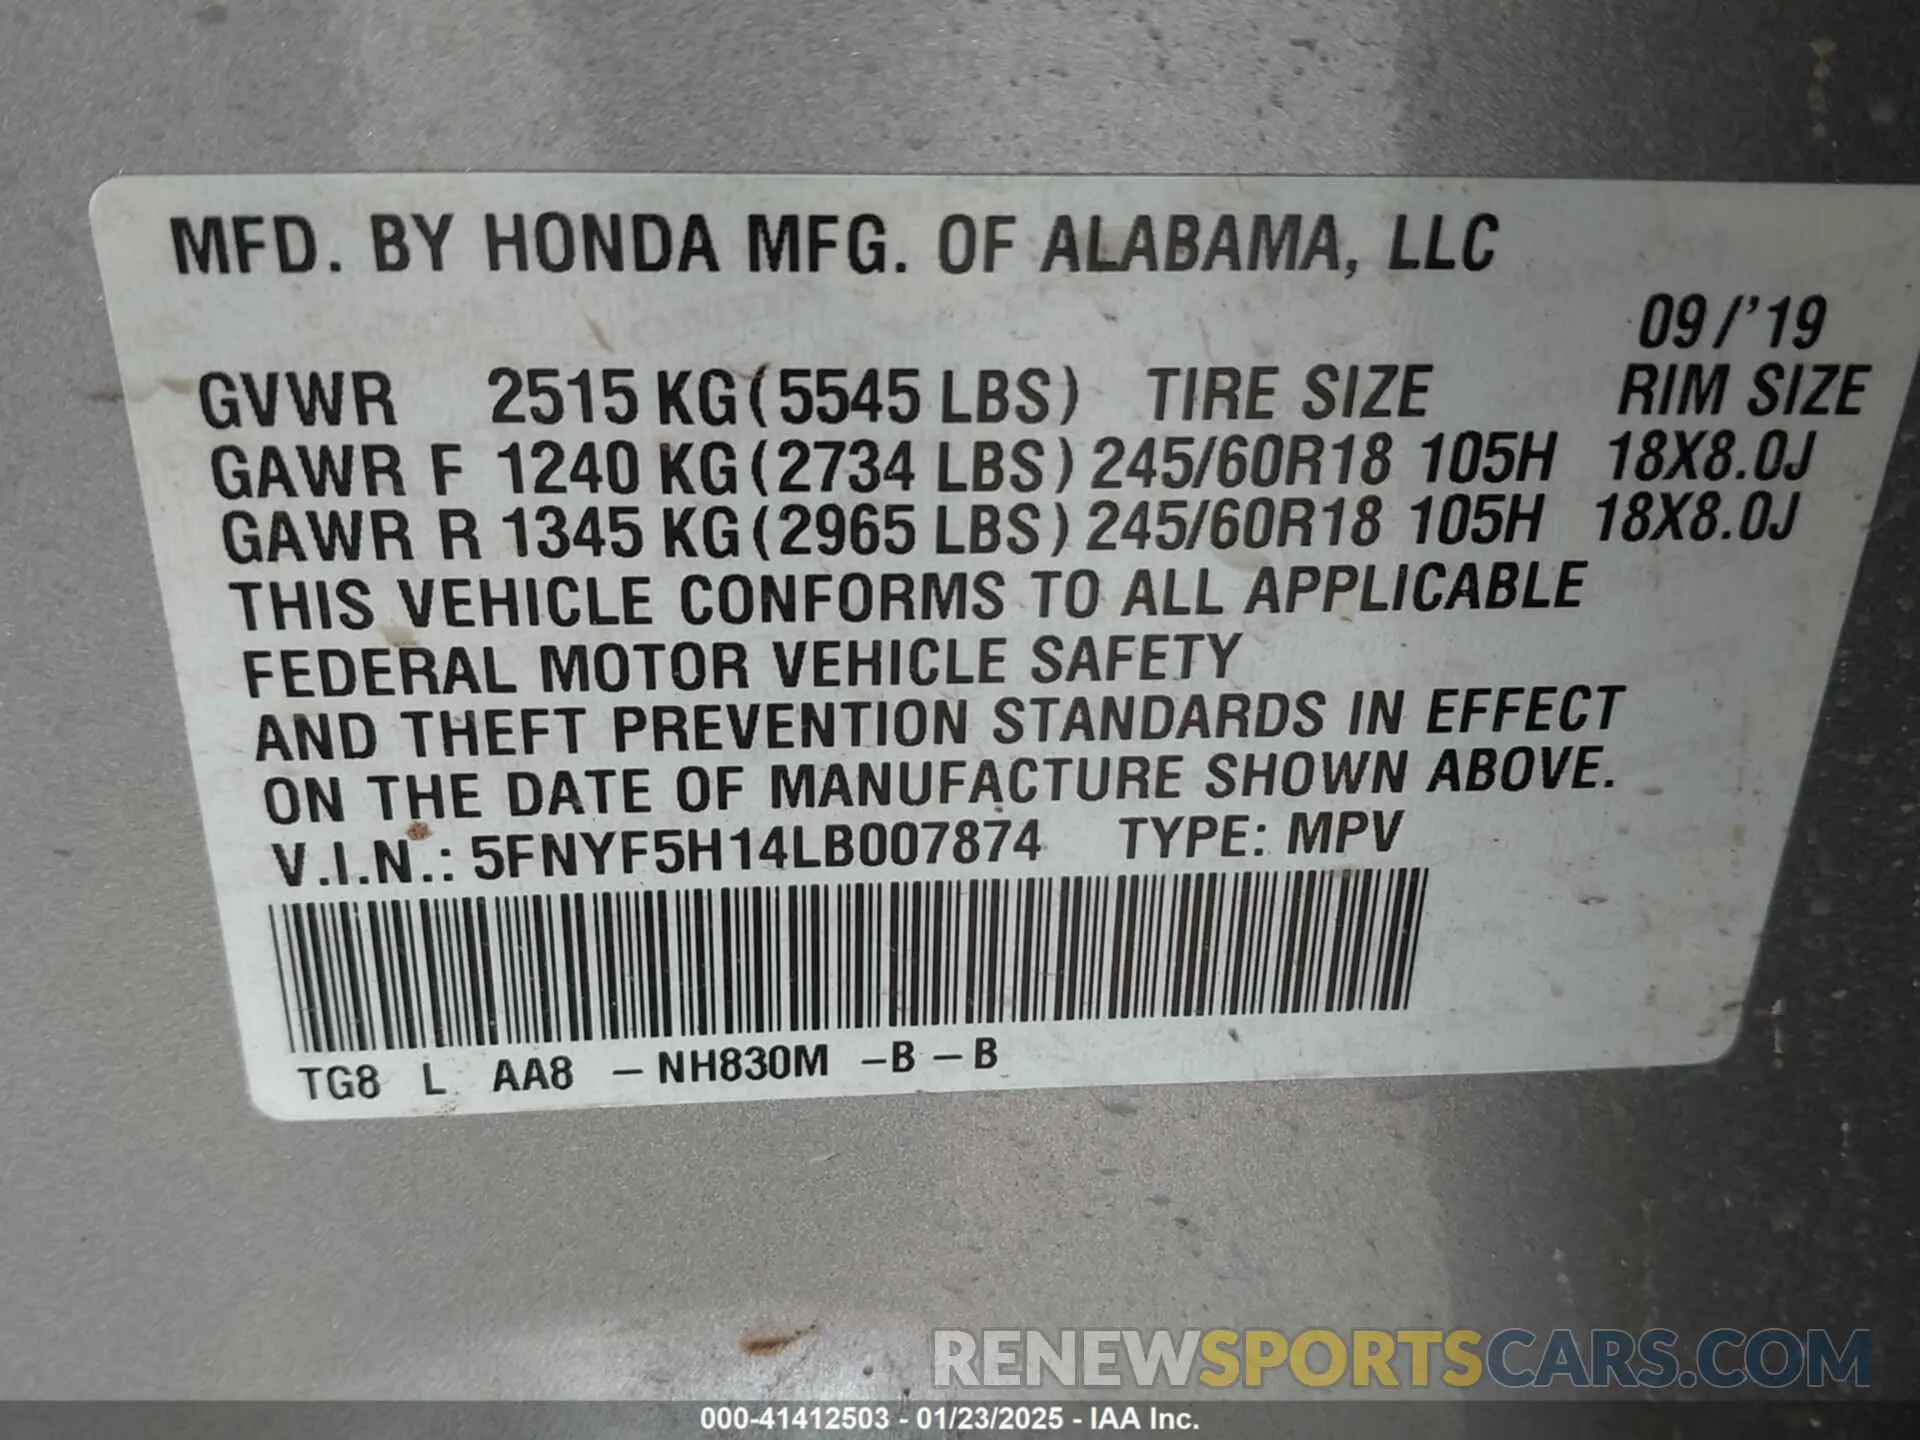 MFD. BY HONDA MFG. OF ALABAMA, LLC
09/'19
GVWR 2515 KG(5545 LBS) TIRE SIZE RIM SIZE
GAWR F 1240 KG(2734 LBS) 245/60R18 105H 18X8.0J
GAWR R 1345 KG(2965 LBS) 245/60R18 105H 18X8.0J
THIS VEHICLE CONFORMS TO ALL APPLICABLE
FEDERAL MOTOR VEHICLE SAFETY
AND THEFT PREVENTION STANDARDS IN EFFECT
ON THE DATE OF MANUFACTURE SHOWN ABOVE.
V.I.N.: 5FNYF5H14LB007874 TYPE: MPV
TG8 L AA8 -NH830M -B-B
RENEWSPORTSCARS.COM
000-41412503 - 01/23/2025 - IAA Inc.